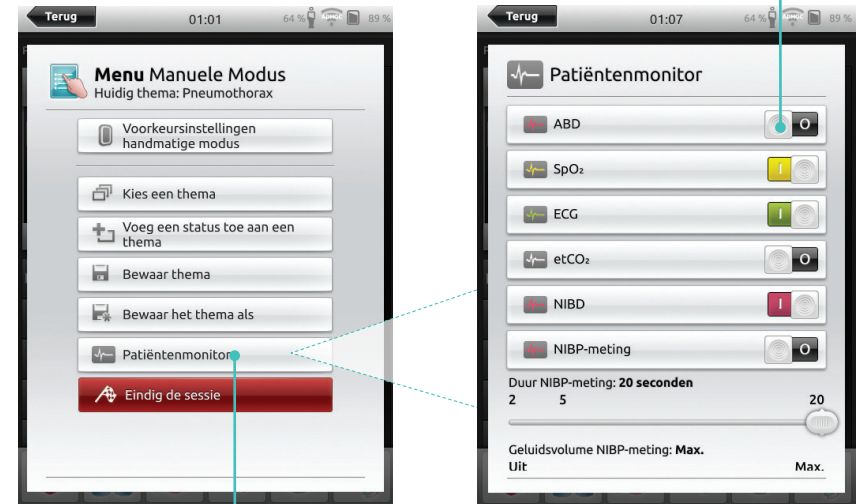 Terug
01:01
64 %
ADHOC
89 %
Menu Manuele Modus
Huidig thema: Pneumothorax
Voorkeursinstellingen
handmatige modus
Kies een thema
Voeg een status toe aan een
thema
Bewaar thema
Bewaar het thema als
Patiëntenmonitor
Eindig de sessie
Terug
01:07
64 %
ADHOC
89 %
Patiëntenmonitor
ABD
O
SpO₂
I
ECG
I
etCO₂
O
NIBD
I
NIBP-meting
O
Duur NIBP-meting: 20 seconden
2 5 20
Geluidsvolume NIBP-meting: Max.
Uit Max.